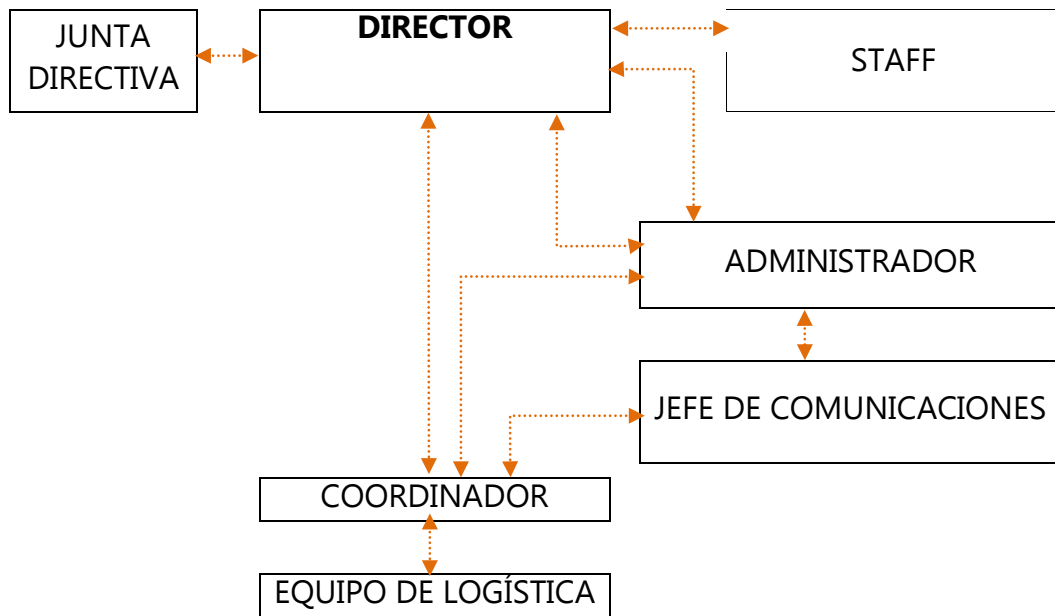 JUNTA
DIRECTIVA
DIRECTOR
STAFF
ADMINISTRADOR
JEFE DE COMUNICACIONES
COORDINADOR
EQUIPO DE LOGÍSTICA